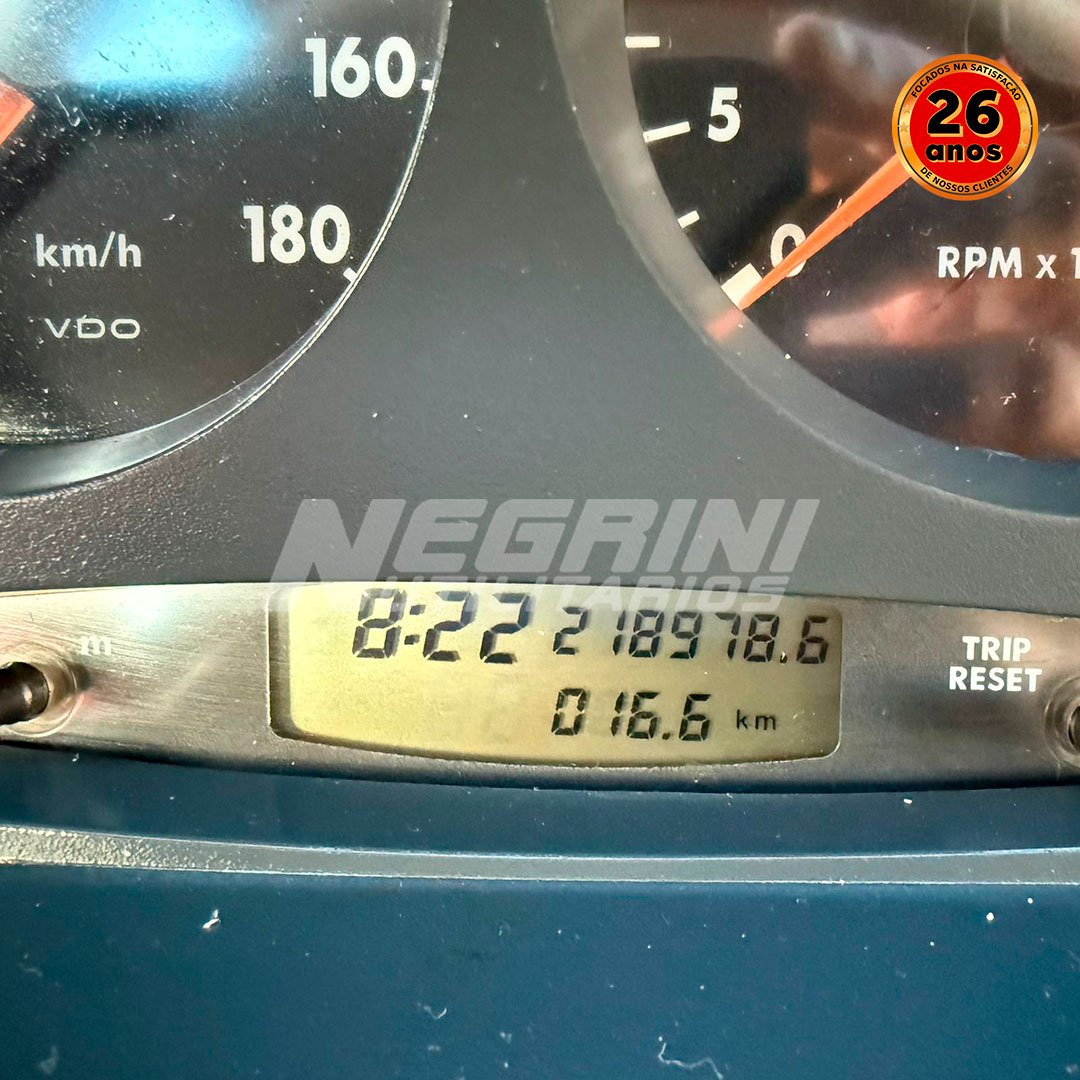 160
180
km/h
VDO
5
0
RPM x 1
FOCADOS NA SATISFAÇÃO
26
anos
DE NOSSOS CLIENTES
NEGRINI
UTILITÁRIOS
m
8:22 218978.6
016.6 km
TRIP
RESET